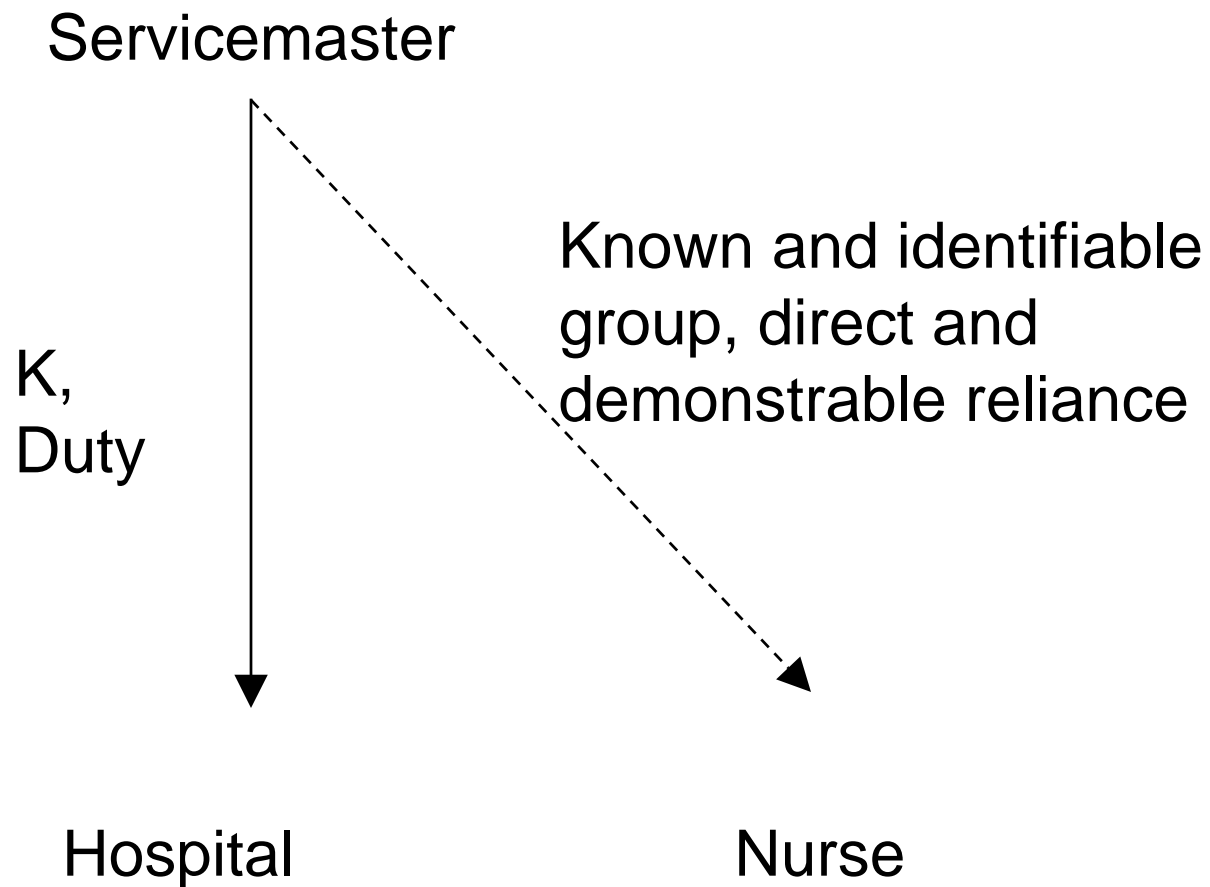 Servicemaster
Known and identifiable
group, direct and
demonstrable reliance
K,
Duty
Hospital
Nurse